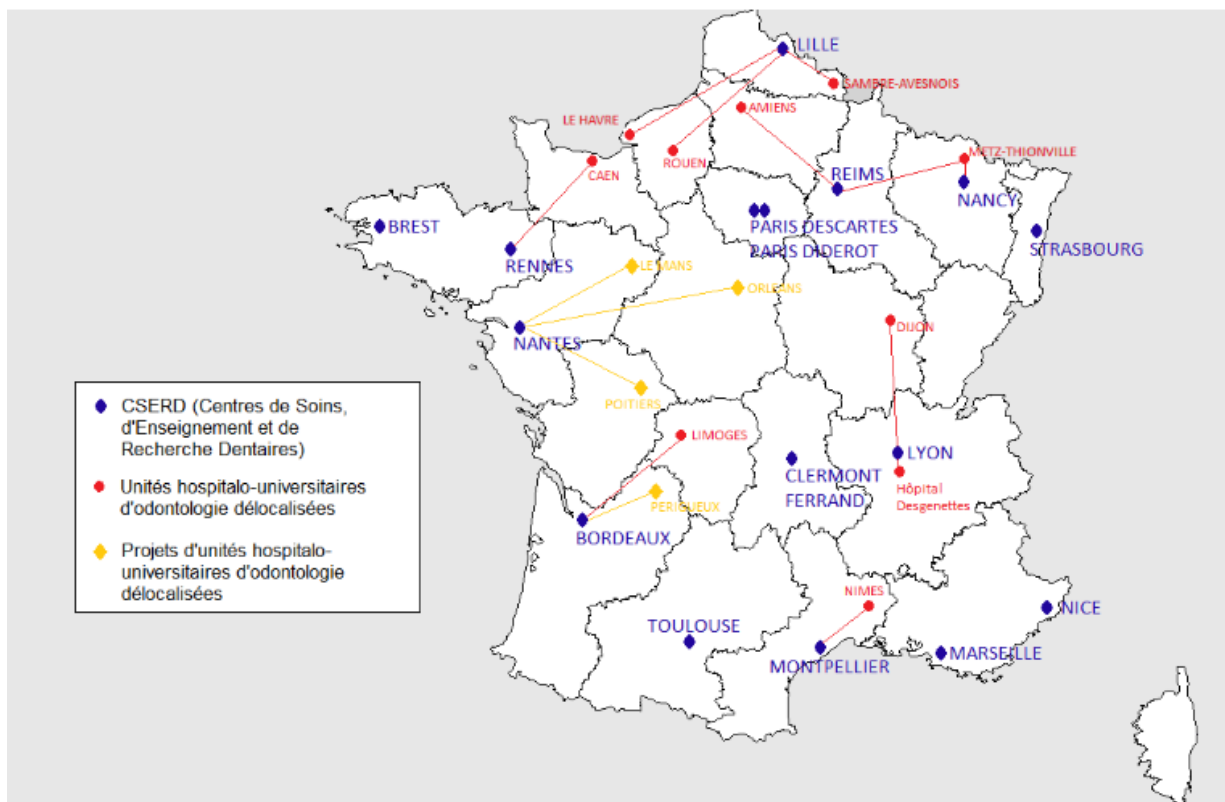 LILLE
SAMBRE-AVESNOIS
AMIENS
LE HAVRE
ROUEN
CAEN
METZ-THIONVILLE
REIMS
NANCY
BREST
PARIS DESCARTES
PARIS DIDEROT
STRASBOURG
RENNES
LE MANS
ORLEANS
DIJON
NANTES
POITIERS
LIMOGES
LYON
CLERMONT
FERRAND
Hôpital
Desgenettes
PERIGUEUX
BORDEAUX
NIMES
NICE
TOULOUSE
MONTPELLIER
MARSEILLE
CSERD (Centres de Soins,
d'Enseignement et de
Recherche Dentaires)
Unités hospitalo-universitaires
d'odontologie délocalisées
Projets d'unités hospitalo-
universitaires d'odontologie
délocalisées